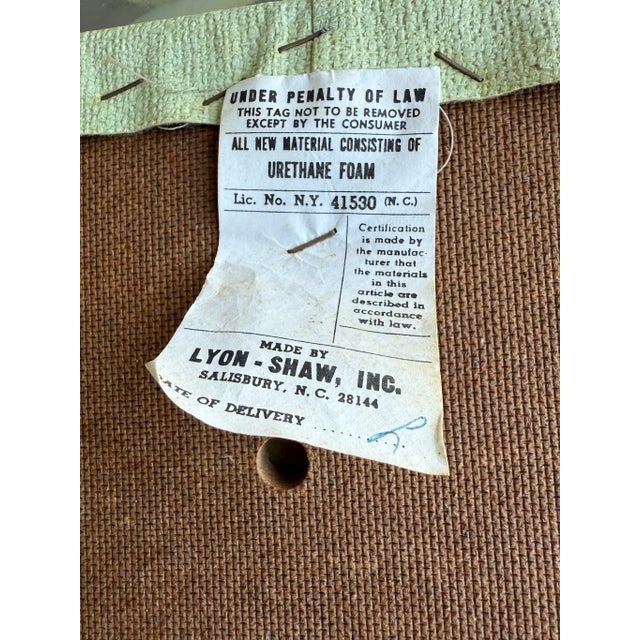 UNDER PENALTY OF LAW
THIS TAG NOT TO BE REMOVED
EXCEPT BY THE CONSUMER
ALL NEW MATERIAL CONSISTING OF
URETHANE FOAM
Lic. No. N.Y. 41530 (N.C.)
Certification
is made by
the manufac-
turer that
the materials
in this
article are
described in
accordance
with law.
MADE BY
LYON - SHAW, INC.
SALISBURY, N. C. 28144
ATE OF DELIVERY ..........